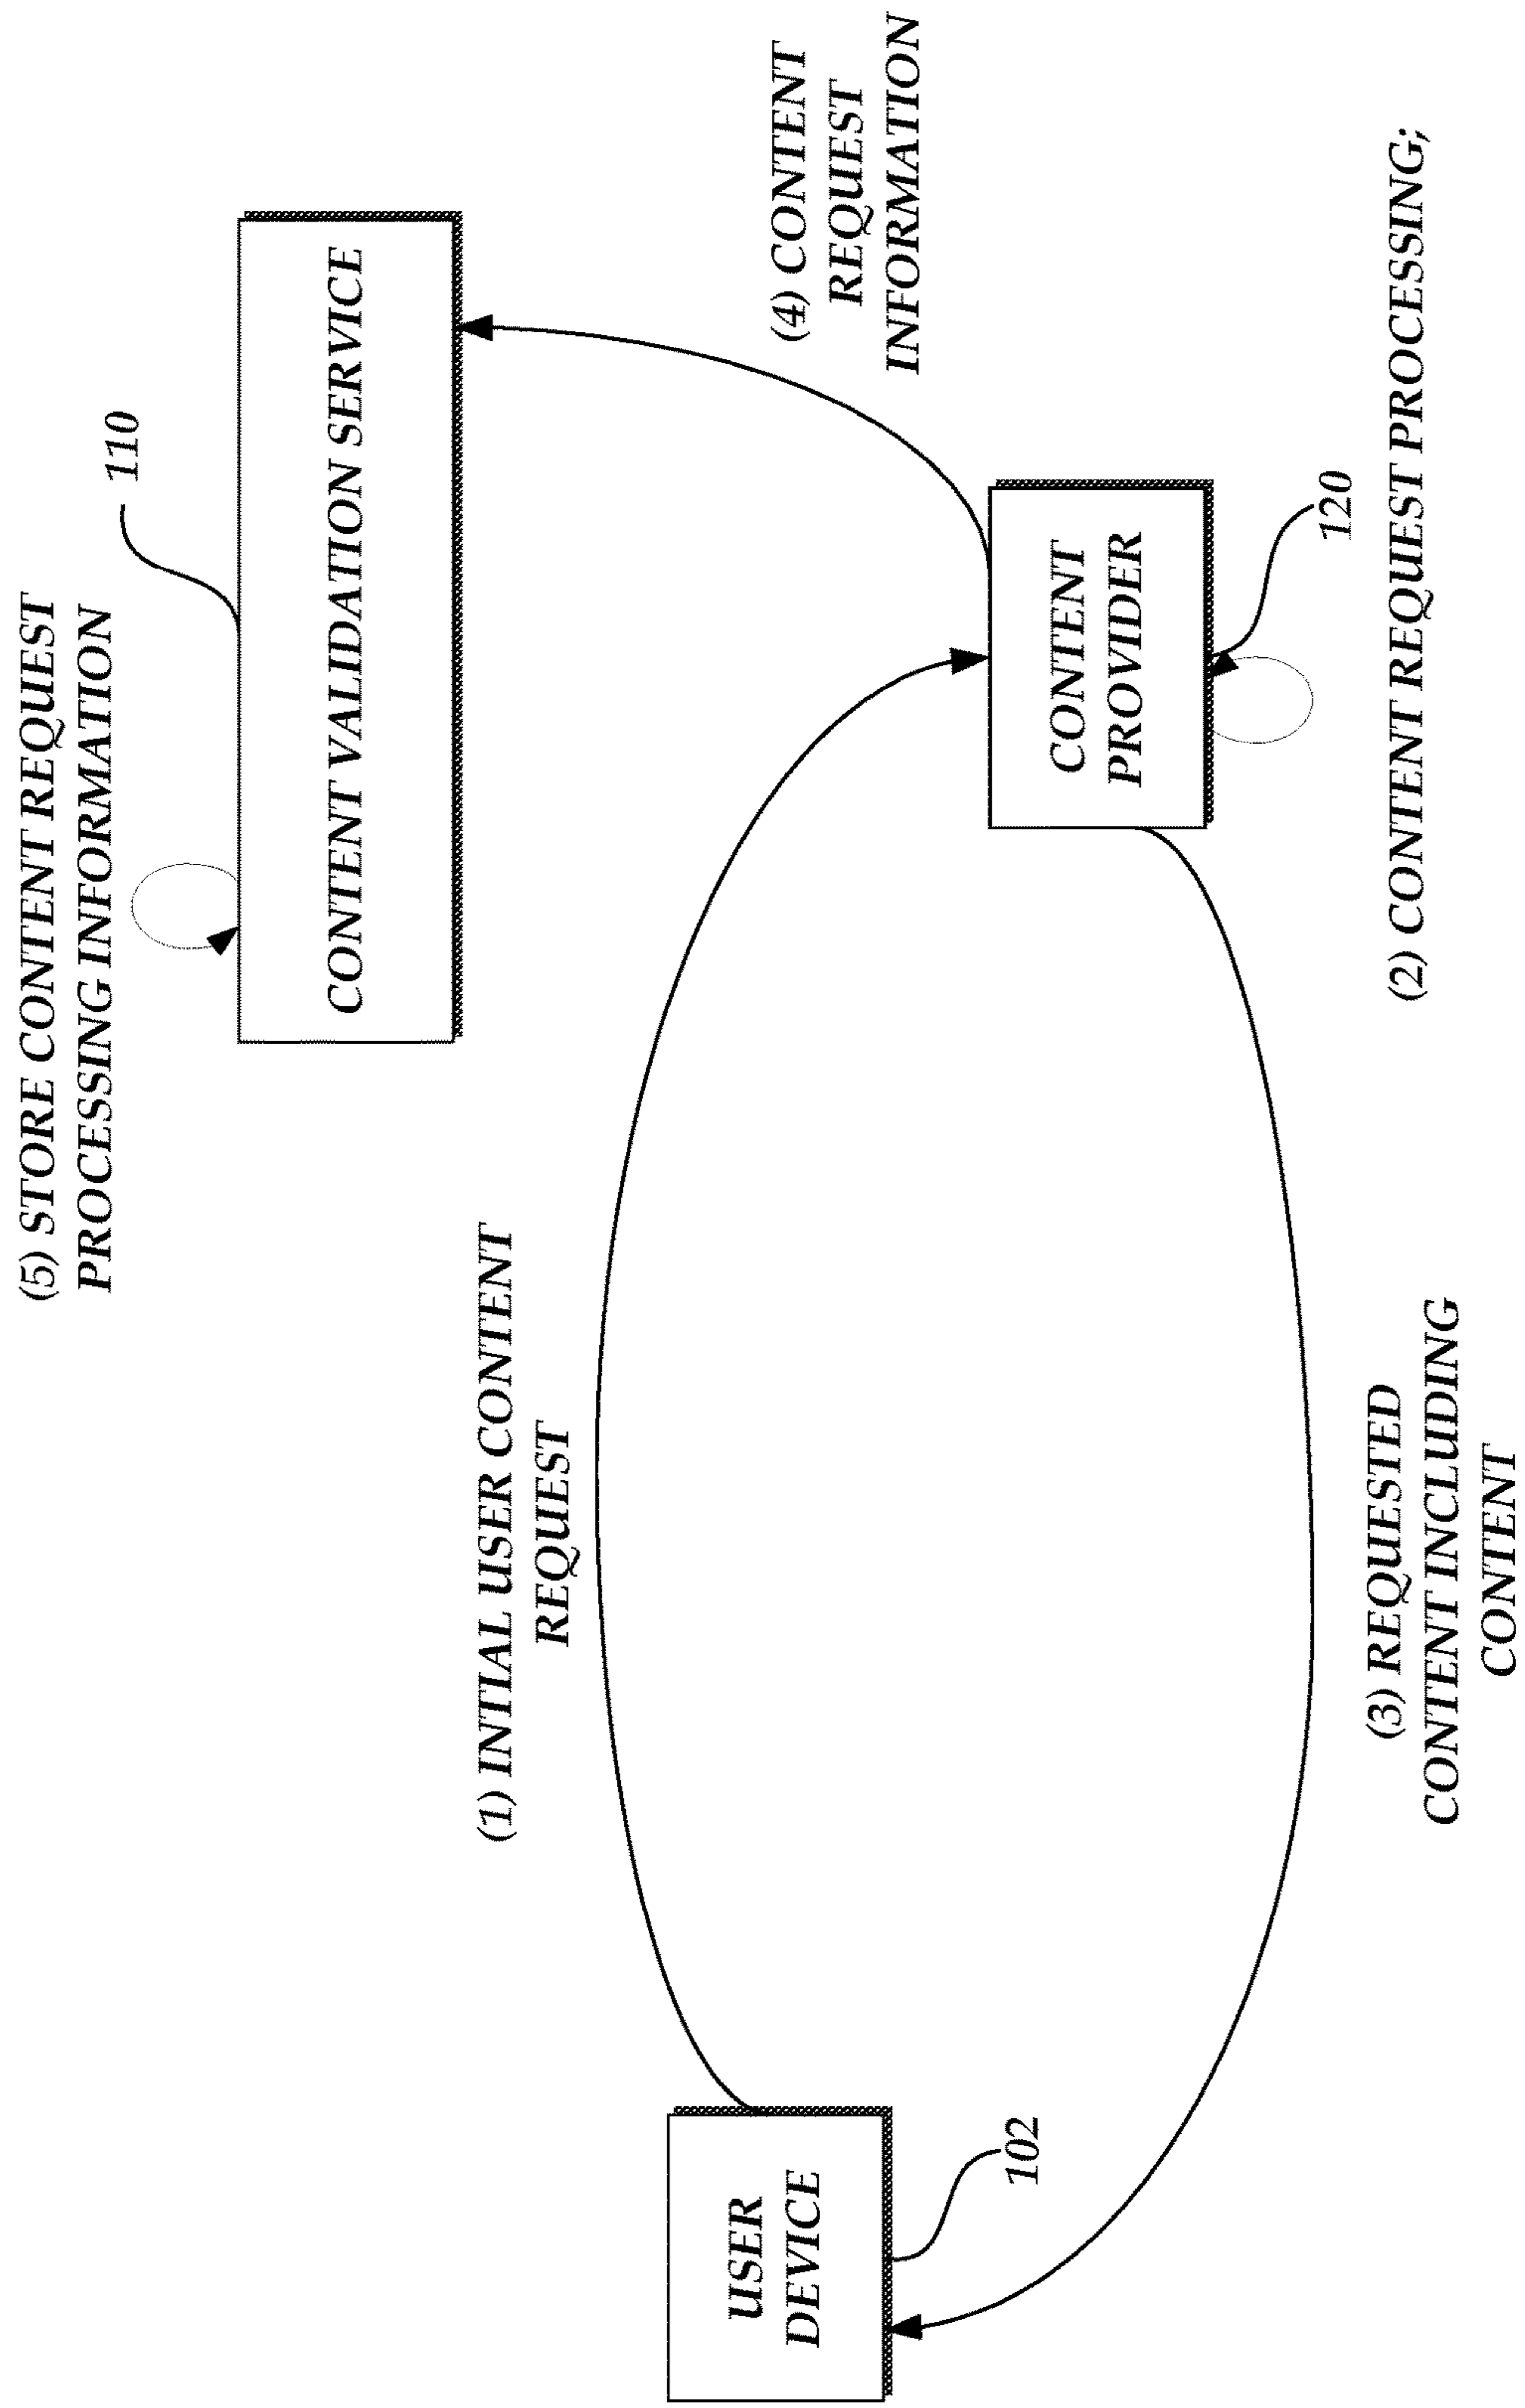 (5) STORE CONTENT REQUEST
PROCESSING INFORMATION
110
CONTENT VALIDATION SERVICE
(1) INTIAL USER CONTENT
REQUEST
(4) CONTENT
REQUEST
INFORMATION
USER
DEVICE
102
CONTENT
PROVIDER
120
(3) REQUESTED
CONTENT INCLUDING
CONTENT
(2) CONTENT REQUEST PROCESSING;